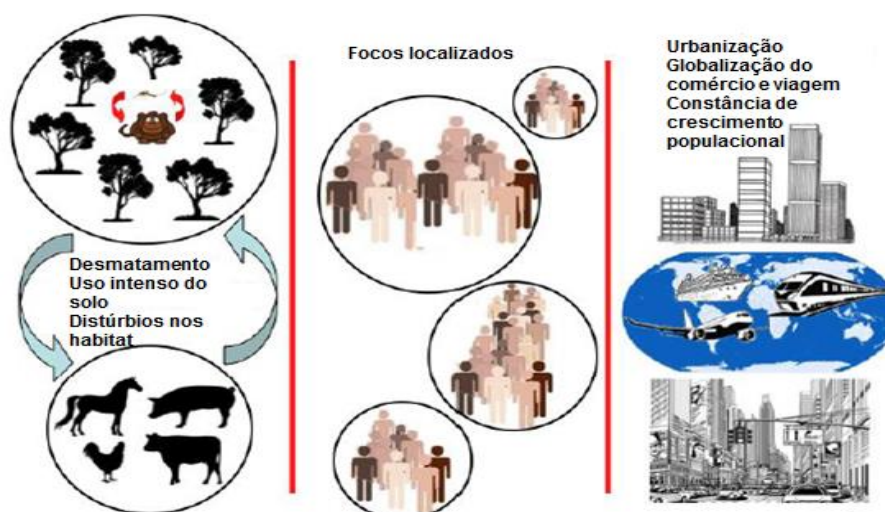 Desmatamento
Uso intenso do
solo
Distúrbios nos
habitat
Focos localizados
Urbanização
Globalização do
comércio e viagem
Constância de
crescimento
populacional